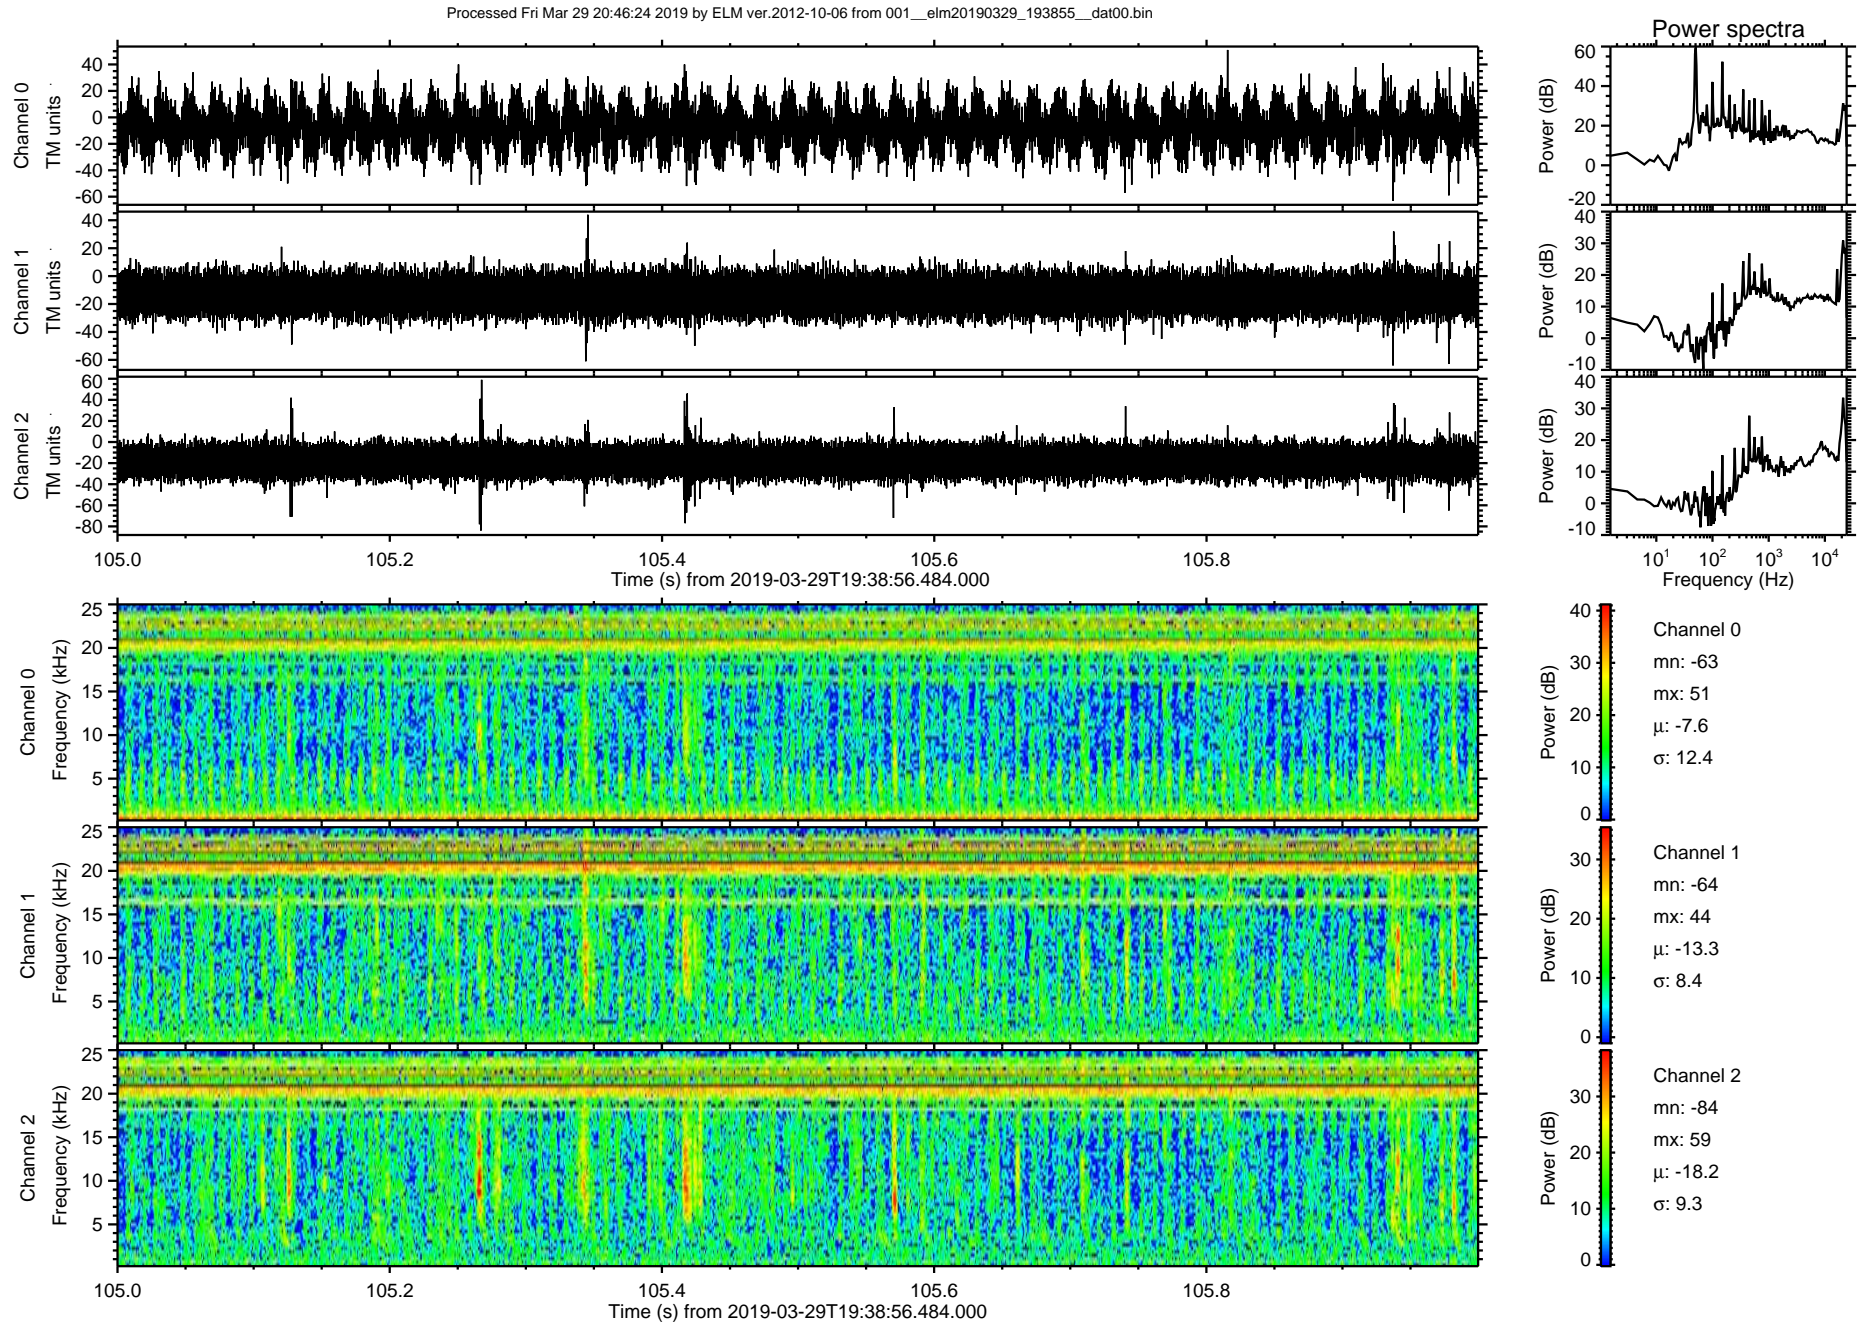 Processed Fri Mar 29 20:46:24 2019 by ELM ver.2012-10-06 from 001__elm20190329_193855__dat00.bin
Power spectra
Channel 0
TM units
40
20
0
-20
-40
-60
Power (dB)
60
40
20
0
-20
Channel 1
TM units
40
20
0
-20
-40
-60
Power (dB)
40
30
20
10
0
-10
Channel 2
TM units
60
40
20
0
-20
-40
-60
-80
Power (dB)
40
30
20
10
0
-10
105.0 105.2 105.4 105.6 105.8
Time (s) from 2019-03-29T19:38:56.484.000
10^1 10^2 10^3 10^4
Frequency (Hz)
Channel 0
Frequency (kHz)
25
20
15
10
5
Power (dB)
40
30
20
10
0
Channel 0
mn: -63
mx: 51
μ: -7.6
σ: 12.4
Channel 1
Frequency (kHz)
25
20
15
10
5
Power (dB)
30
20
10
0
Channel 1
mn: -64
mx: 44
μ: -13.3
σ: 8.4
Channel 2
Frequency (kHz)
25
20
15
10
5
Power (dB)
30
20
10
0
Channel 2
mn: -84
mx: 59
μ: -18.2
σ: 9.3
105.0 105.2 105.4 105.6 105.8
Time (s) from 2019-03-29T19:38:56.484.000